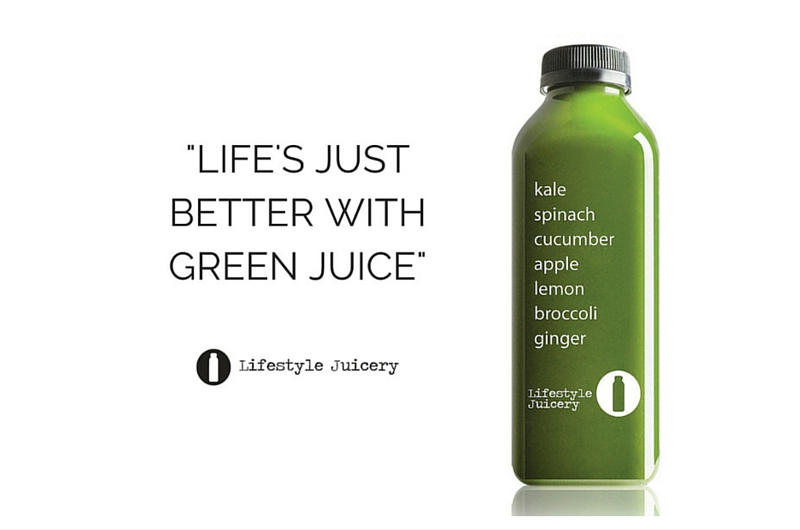 "LIFE'S JUST
BETTER WITH
GREEN JUICE"
Lifestyle Juicery
kale
spinach
cucumber
apple
lemon
broccoli
ginger
Lifestyle
Juicery